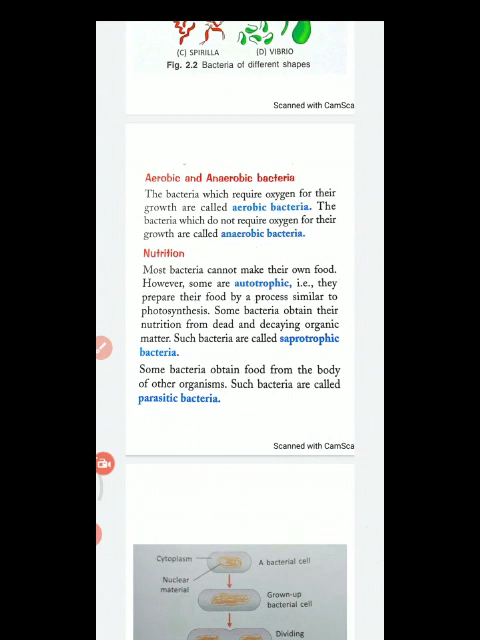 (C) SPIRILLA (D) VIBRIO
Fig. 2.2 Bacteria of different shapes
Scanned with CamSca
Aerobic and Anaerobic bacteria
The bacteria which require oxygen for their
growth are called aerobic bacteria. The
bacteria which do not require oxygen for their
growth are called anaerobic bacteria.
Nutrition
Most bacteria cannot make their own food.
However, some are autotrophic, i.e., they
prepare their food by a process similar to
photosynthesis. Some bacteria obtain their
nutrition from dead and decaying organic
matter. Such bacteria are called saprotrophic
bacteria.
Some bacteria obtain food from the body
of other organisms. Such bacteria are called
parasitic bacteria.
Scanned with CamSca
Cytoplasm
A bacterial cell
Nuclear
material
Grown-up
bacterial cell
Dividing